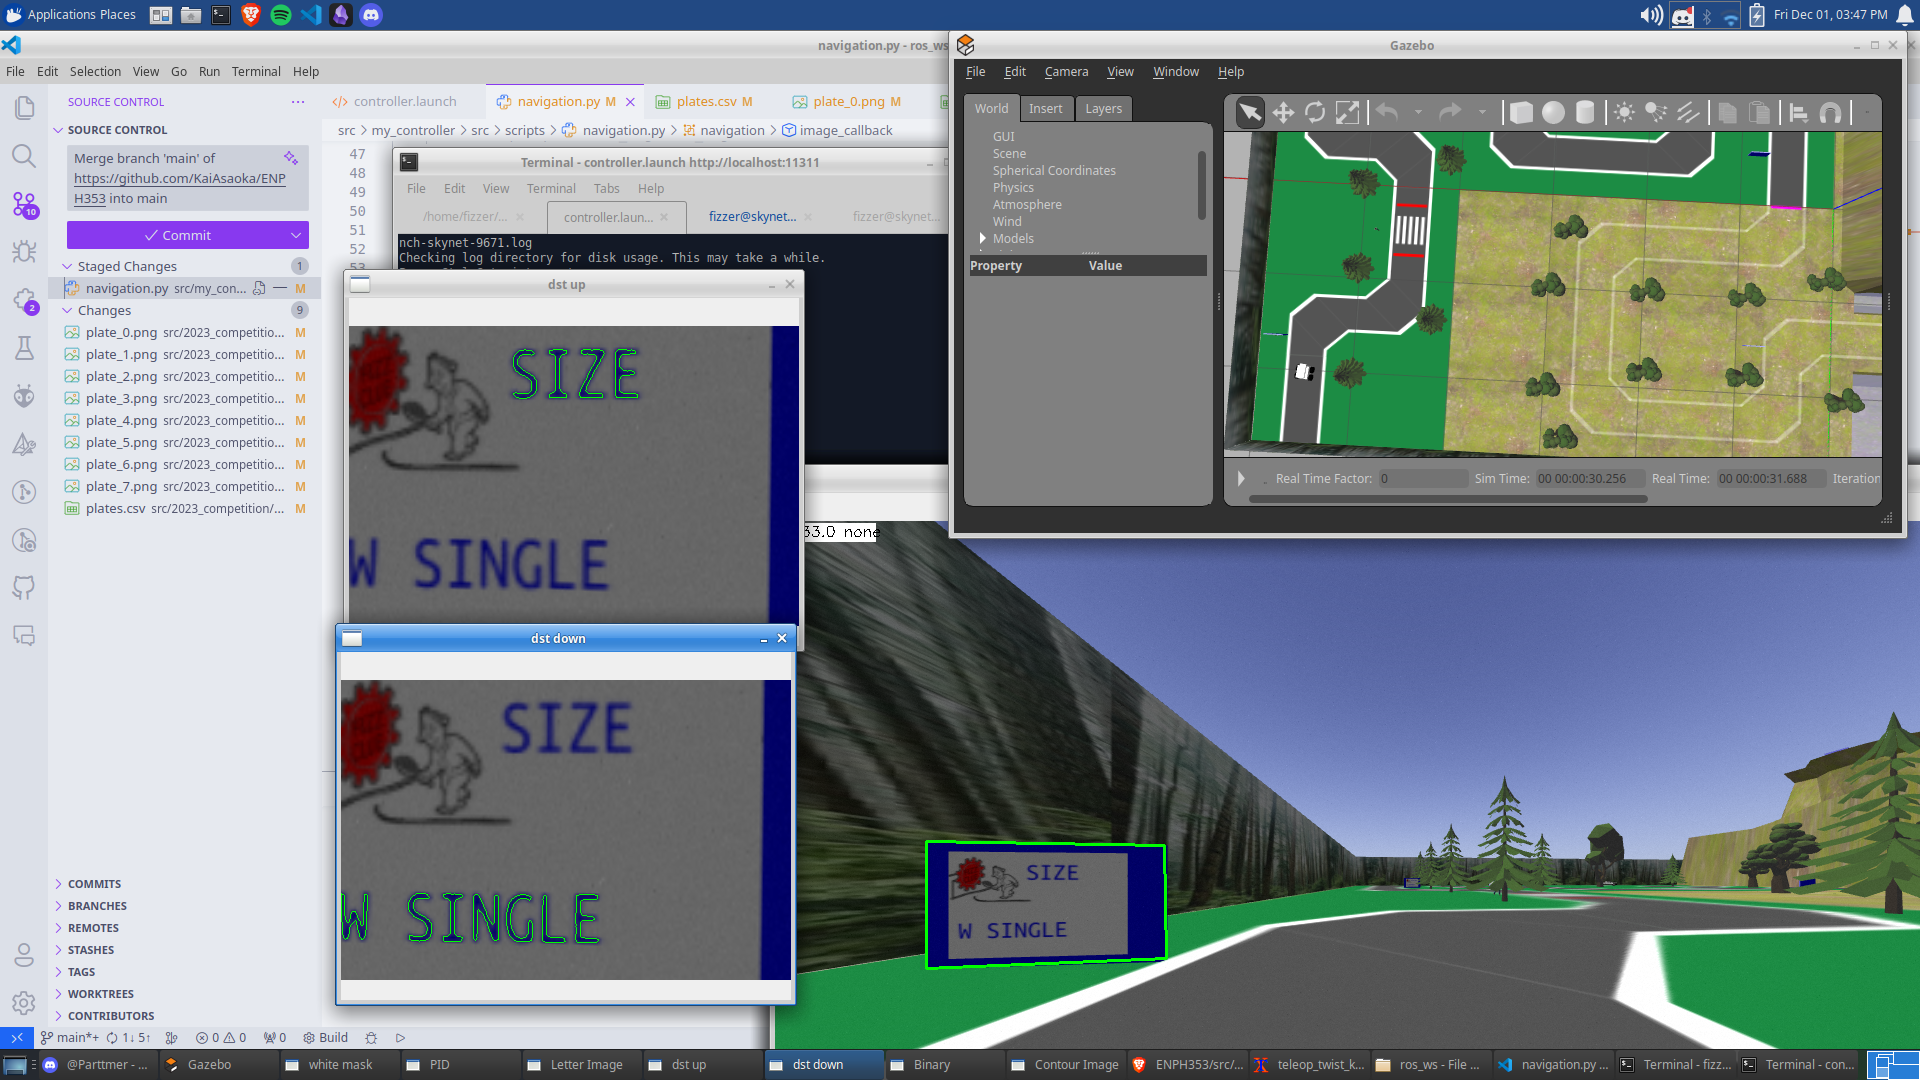 Applications Places
Fri Dec 01, 03:47 PM
navigation.py - ros_ws
File Edit Selection View Go Run Terminal Help
SOURCE CONTROL
controller.launch
navigation.py M
plates.csv M
plate_0.png M
src > my_controller > src > scripts > navigation.py > navigation > image_callback
SOURCE CONTROL
Merge branch 'main' of
https://github.com/KaiAsaoka/ENP
H353 into main
Commit
Staged Changes 1
navigation.py src/my_con... M
Changes 9
plate_0.png src/2023_competitio... M
plate_1.png src/2023_competitio... M
plate_2.png src/2023_competitio... M
plate_3.png src/2023_competitio... M
plate_4.png src/2023_competitio... M
plate_5.png src/2023_competitio... M
plate_6.png src/2023_competitio... M
plate_7.png src/2023_competitio... M
plates.csv src/2023_competition/... M
10
2
COMMITS
BRANCHES
REMOTES
STASHES
TAGS
WORKTREES
CONTRIBUTORS
47
48
49
50
51
52
53
Terminal - controller.launch http://localhost:11311
File Edit View Terminal Tabs Help
/home/fizzer/...
controller.laun...
fizzer@skynet...
fizzer@skynet...
nch-skynet-9671.log
Checking log directory for disk usage. This may take a while.
dst up
SIZE
W SINGLE
dst down
SIZE
W SINGLE
Gazebo
File Edit Camera View Window Help
World Insert Layers
GUI
Scene
Spherical Coordinates
Physics
Atmosphere
Wind
Models
Property Value
Real Time Factor: 0 Sim Time: 00 00:00:30.256 Real Time: 00 00:00:31.688 Iteration
33.0 none
SIZE
W SINGLE
main*+ 1↓ 5↑ 0 0 0 Build
@Parttmer - ...
Gazebo
white mask
PID
Letter Image
dst up
dst down
Binary
Contour Image
ENPH353/src/...
teleop_twist_k...
ros_ws - File ...
navigation.py ...
Terminal - fizz...
Terminal - con...